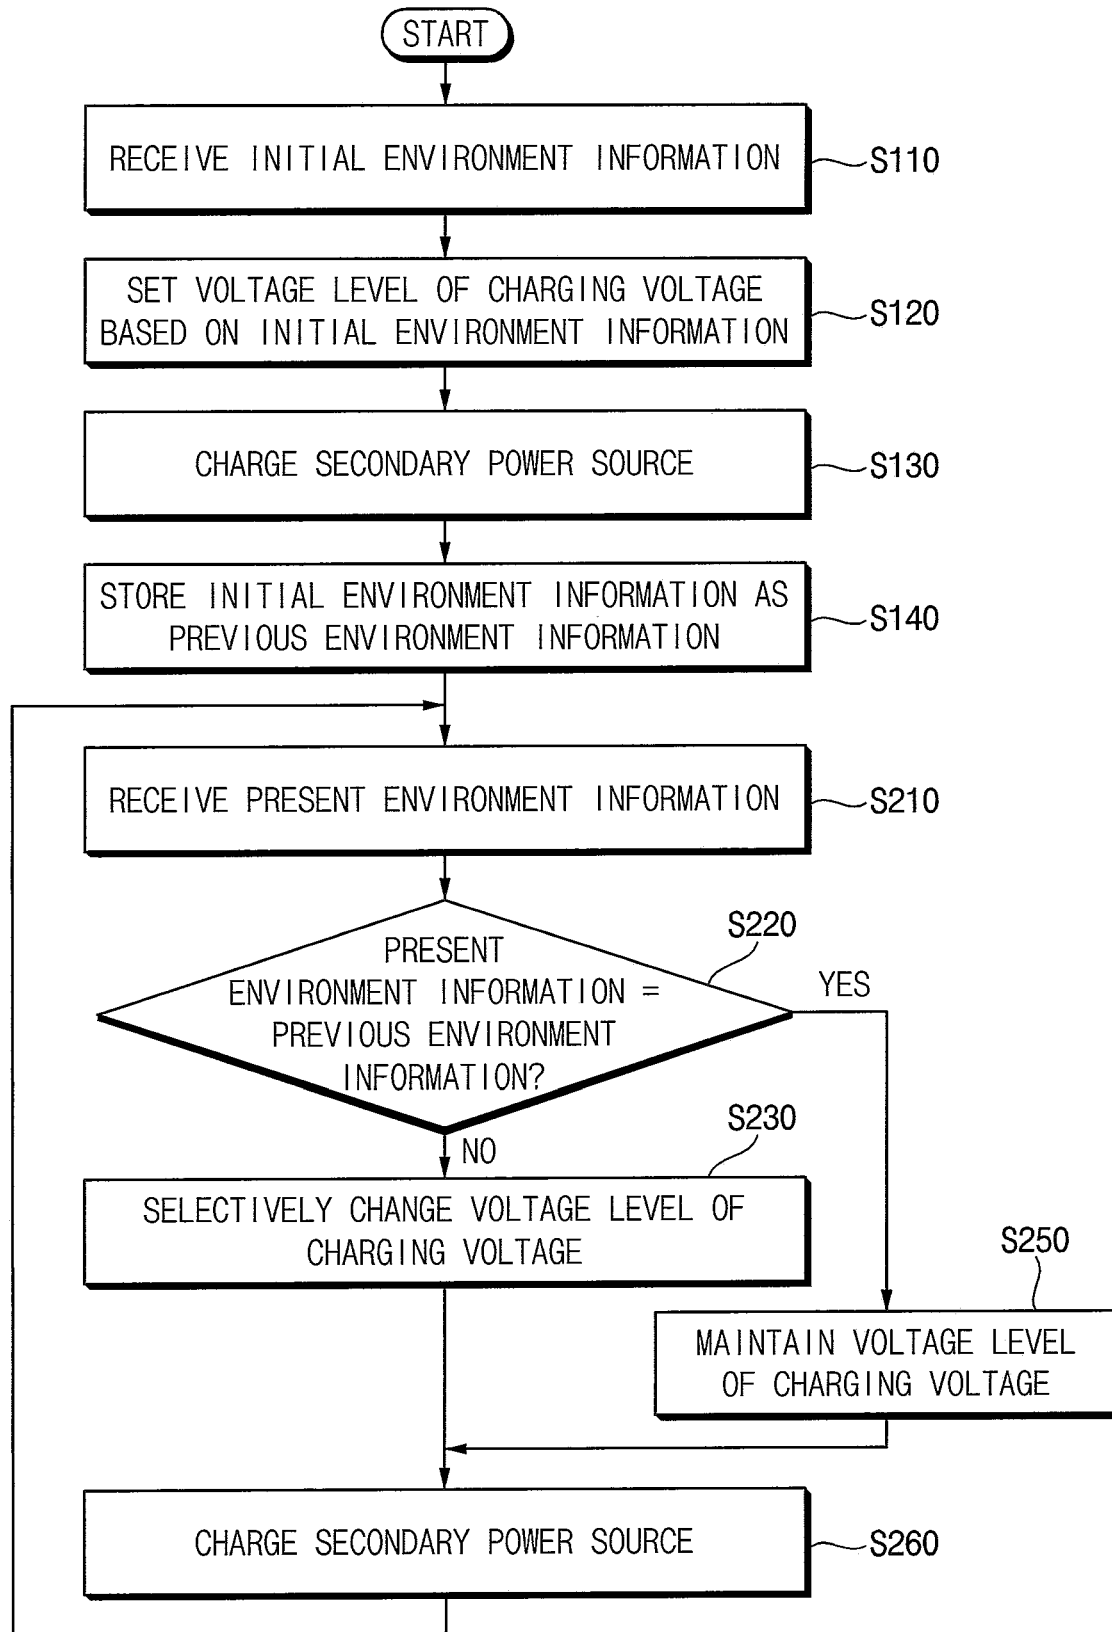 START
RECEIVE INITIAL ENVIRONMENT INFORMATION
S110
SET VOLTAGE LEVEL OF CHARGING VOLTAGE
BASED ON INITIAL ENVIRONMENT INFORMATION
S120
CHARGE SECONDARY POWER SOURCE
S130
STORE INITIAL ENVIRONMENT INFORMATION AS
PREVIOUS ENVIRONMENT INFORMATION
S140
RECEIVE PRESENT ENVIRONMENT INFORMATION
S210
S220
PRESENT
ENVIRONMENT INFORMATION =
PREVIOUS ENVIRONMENT
INFORMATION?
YES
NO
S230
SELECTIVELY CHANGE VOLTAGE LEVEL OF
CHARGING VOLTAGE
S250
MAINTAIN VOLTAGE LEVEL
OF CHARGING VOLTAGE
CHARGE SECONDARY POWER SOURCE
S260